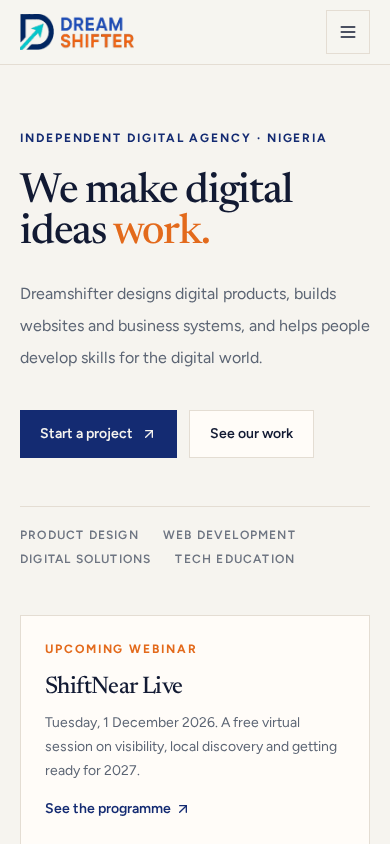 DREAM
SHIFTER
INDEPENDENT DIGITAL AGENCY · NIGERIA
We make digital
ideas work.
Dreamshifter designs digital products, builds
websites and business systems, and helps people
develop skills for the digital world.
Start a project
See our work
PRODUCT DESIGN
WEB DEVELOPMENT
DIGITAL SOLUTIONS
TECH EDUCATION
UPCOMING WEBINAR
ShiftNear Live
Tuesday, 1 December 2026. A free virtual
session on visibility, local discovery and getting
ready for 2027.
See the programme